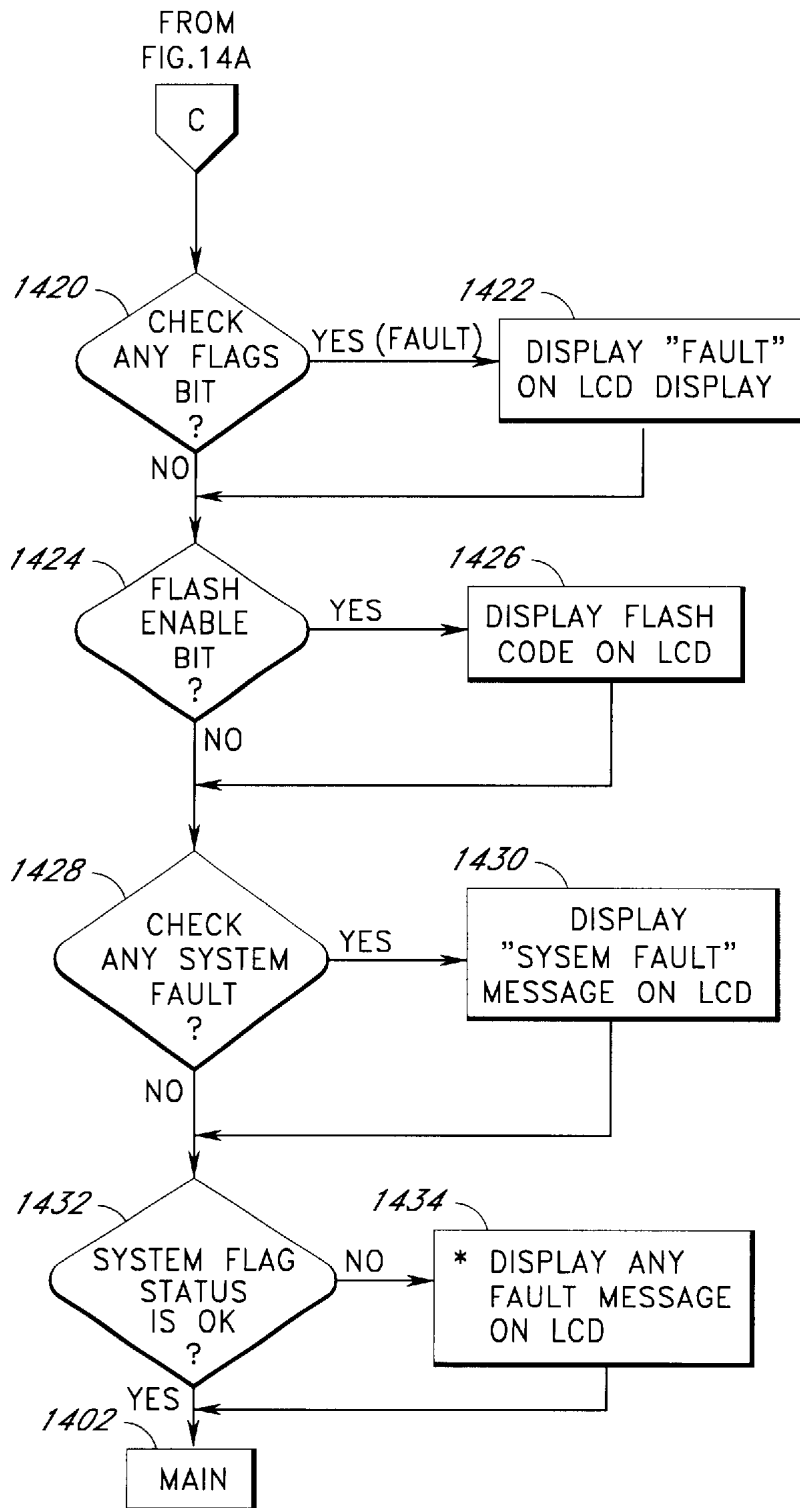 FROM
FIG.14A
C
1420
CHECK
ANY FLAGS
BIT
?
YES (FAULT)
1422
DISPLAY "FAULT"
ON LCD DISPLAY
NO
1424
FLASH
ENABLE
BIT
?
YES
1426
DISPLAY FLASH
CODE ON LCD
NO
1428
CHECK
ANY SYSTEM
FAULT
?
YES
1430
DISPLAY
"SYSEM FAULT"
MESSAGE ON LCD
NO
1432
SYSTEM FLAG
STATUS
IS OK
?
NO
1434
* DISPLAY ANY
FAULT MESSAGE
ON LCD
YES
1402
MAIN